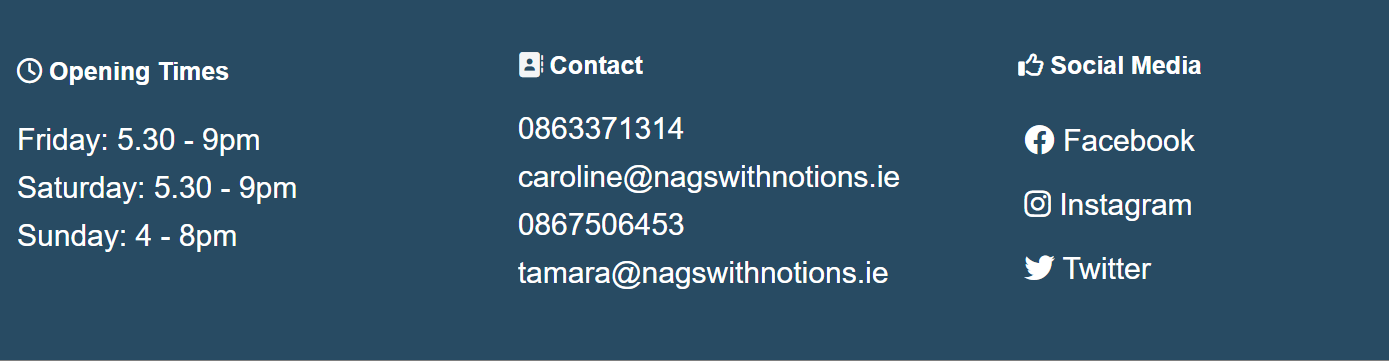 Opening Times
Friday: 5.30 - 9pm
Saturday: 5.30 - 9pm
Sunday: 4 - 8pm
Contact
0863371314
caroline@nagswithnotions.ie
0867506453
tamara@nagswithnotions.ie
Social Media
Facebook
Instagram
Twitter